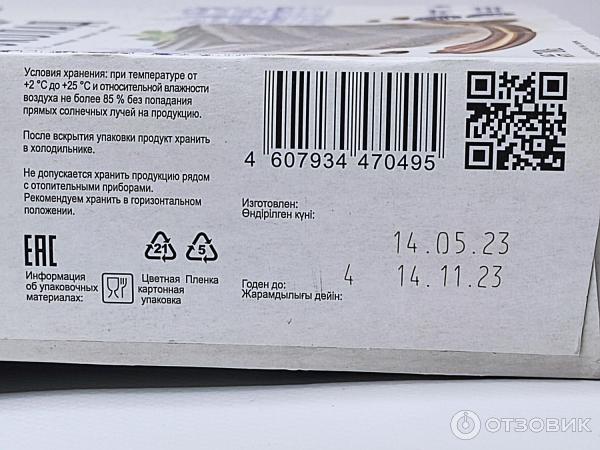 Условия хранения: при температуре от
+2 °С до +25 °С и относительной влажности
воздуха не более 85 % без попадания
прямых солнечных лучей на продукцию.
После вскрытия упаковки продукт хранить
в холодильнике.
Не допускается хранить продукцию рядом
с отопительными приборами.
Рекомендуем хранить в горизонтальном
положении.
EAC
Информация
об упаковочных
материалах:
21
5
Цветная
картонная
упаковка
Пленка
4 607934 470495
Изготовлен:
Өндірілген күні:
14.05.23
Годен до:
Жарамдылығы дейін:
4 14.11.23
ОТЗОВИК